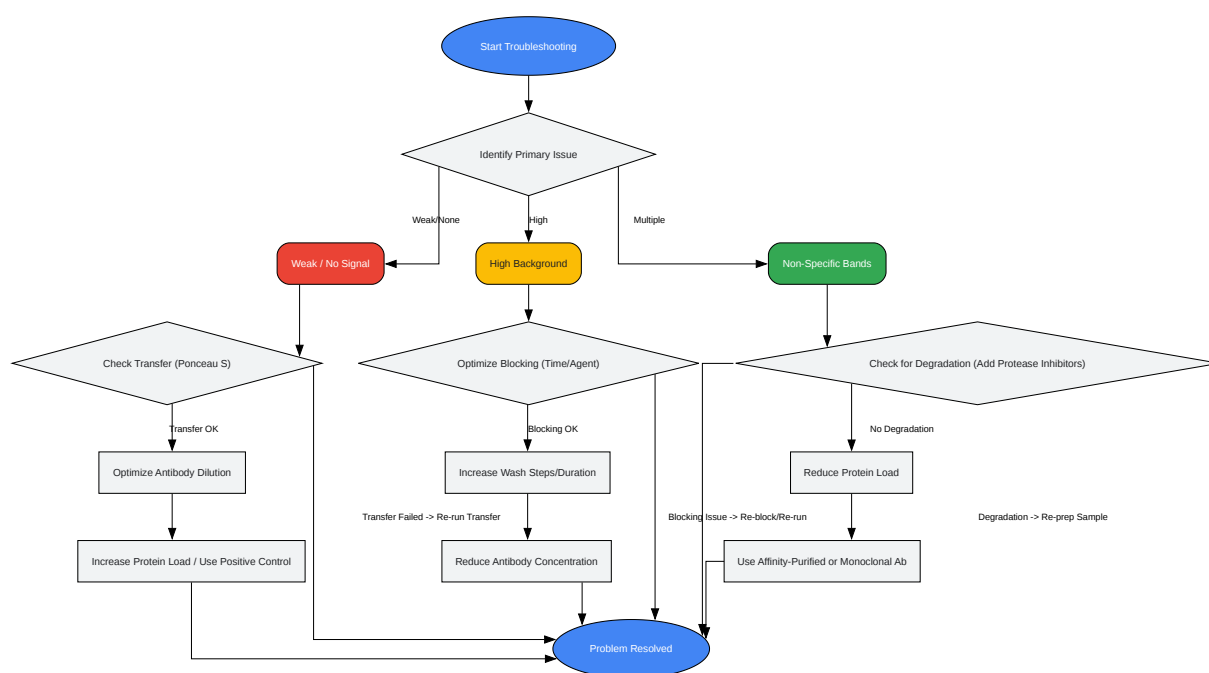 Start Troubleshooting
Identify Primary Issue
Weak/None
High
Multiple
Weak / No Signal
High Background
Non-Specific Bands
Check Transfer (Ponceau S)
Optimize Blocking (Time/Agent)
Check for Degradation (Add Protease Inhibitors)
Transfer OK
Blocking OK
No Degradation
Optimize Antibody Dilution
Increase Wash Steps/Duration
Reduce Protein Load
Transfer Failed -> Re-run Transfer
Blocking Issue -> Re-block/Re-run
Degradation -> Re-prep Sample
Increase Protein Load / Use Positive Control
Reduce Antibody Concentration
Use Affinity-Purified or Monoclonal Ab
Problem Resolved